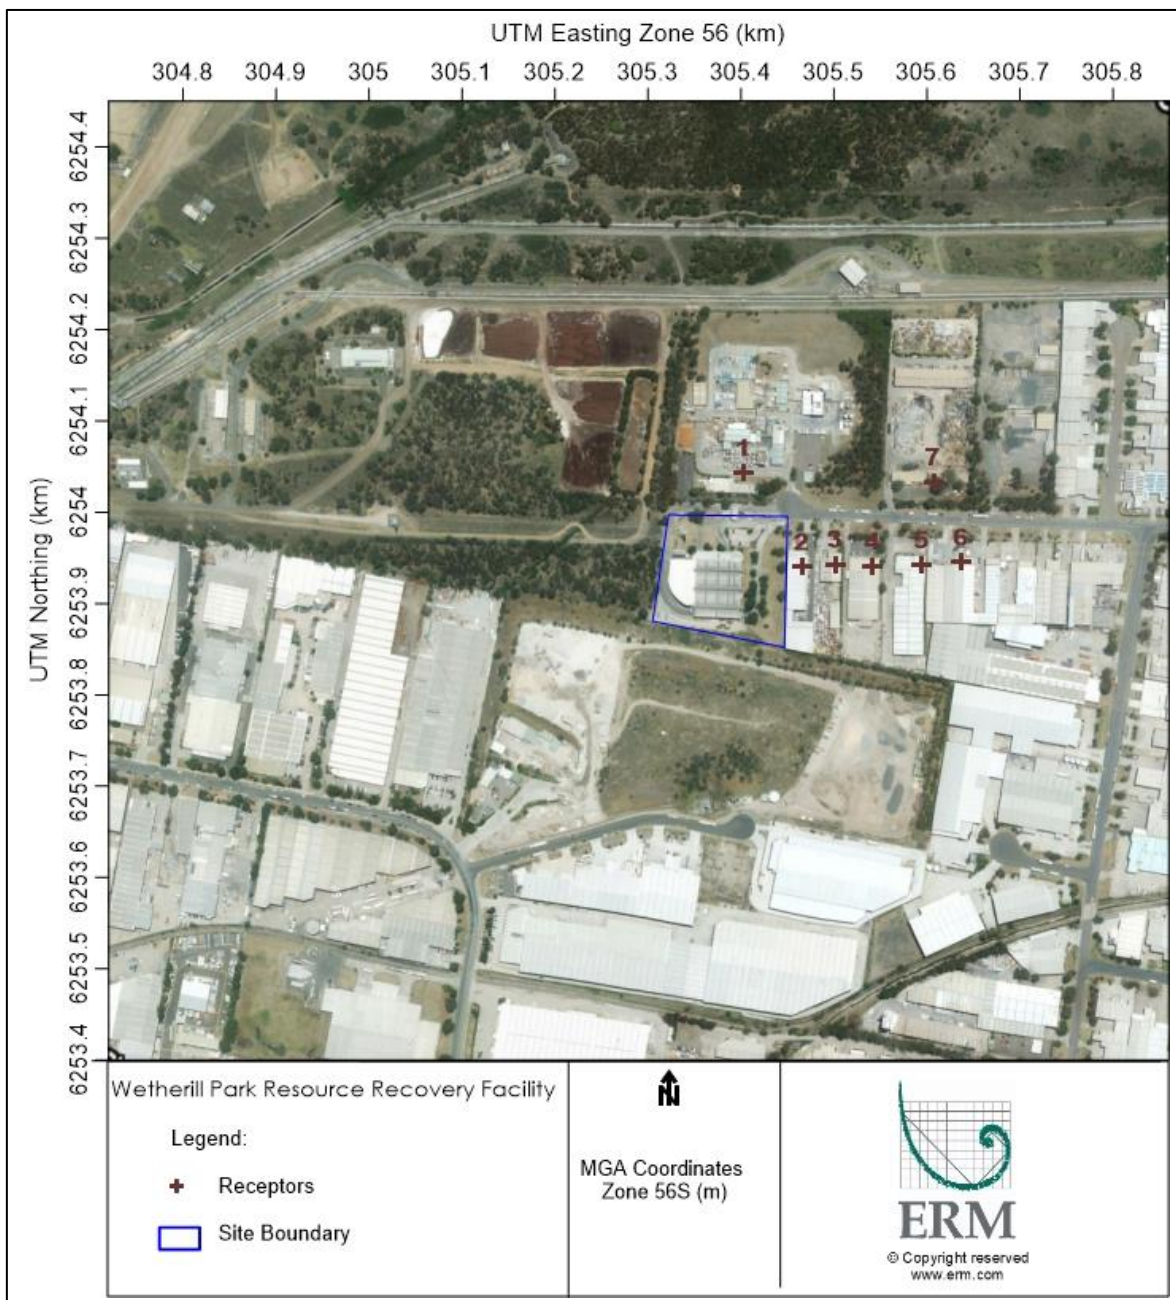 UTM Easting Zone 56 (km)
304.8 304.9 305 305.1 305.2 305.3 305.4 305.5 305.6 305.7 305.8
UTM Northing (km)
6254.4
6254.3
6254.2
6254.1
6254
6253.9
6253.8
6253.7
6253.6
6253.5
6253.4
1
7
2 3 4 5 6
Wetherill Park Resource Recovery Facility
Legend:
Receptors
Site Boundary
N
MGA Coordinates
Zone 56S (m)
ERM
© Copyright reserved
www.erm.com